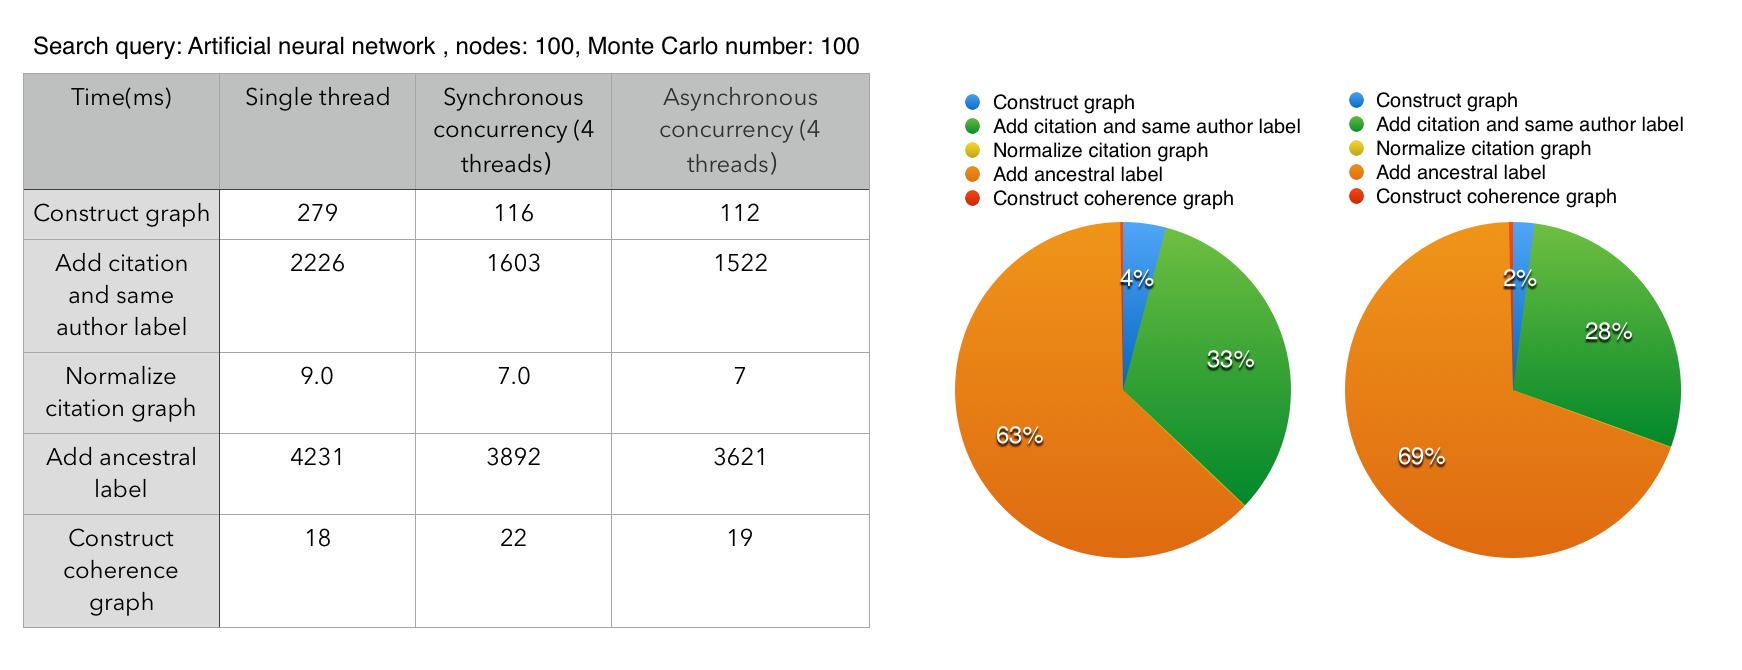 Search query: Artificial neural network , nodes: 100, Monte Carlo number: 100
Time(ms)
Single thread
Synchronous
concurrency (4
threads)
Asynchronous
concurrency (4
threads)
Construct graph
279
116
112
Add citation
and same
author label
2226
1603
1522
Normalize
citation graph
9.0
7.0
7
Add ancestral
label
4231
3892
3621
Construct
coherence
graph
18
22
19
Construct graph
Add citation and same author label
Normalize citation graph
Add ancestral label
Construct coherence graph
4%
33%
63%
Construct graph
Add citation and same author label
Normalize citation graph
Add ancestral label
Construct coherence graph
2%
28%
69%